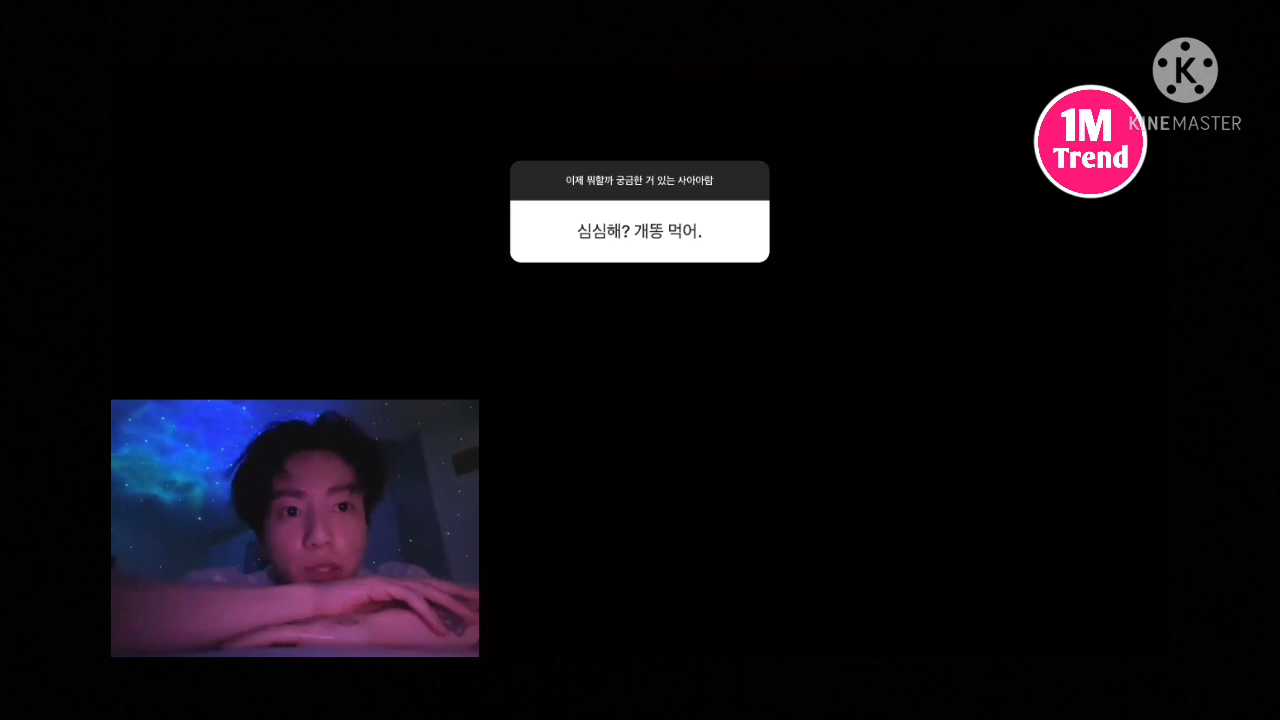 K
KINEMASTER
1M
Trend
이제 뭐할까 궁금한 거 있는 사아아람
심심해? 개똥 먹어.